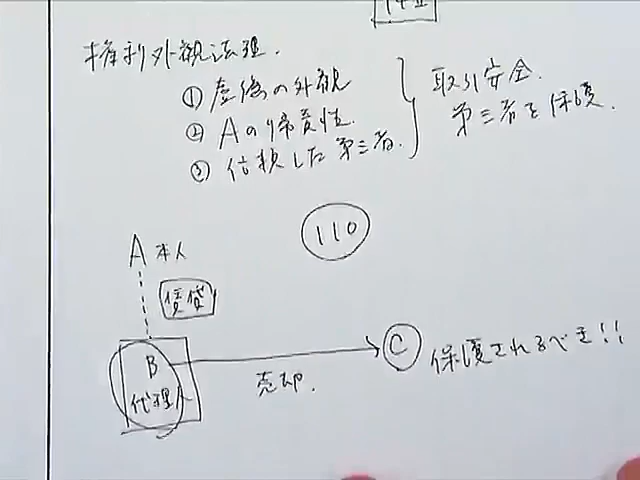 権利外観法理.
① 虚偽の外観
② Aの帰責性.
③ 信頼した第三者.
取引安全.
第三者を保護.
110
A 本人
賃貸
B
代理人
売却.
C 保護されるべき!!